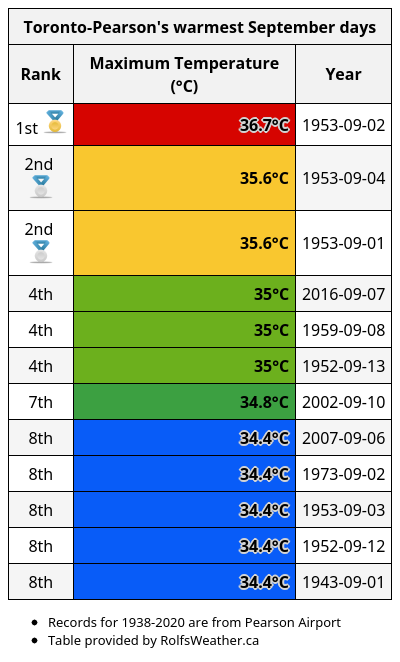 Toronto-Pearson's warmest September days
Rank Maximum Temperature (°C) Year
1st 36.7°C 1953-09-02
2nd 35.6°C 1953-09-04
2nd 35.6°C 1953-09-01
4th 35°C 2016-09-07
4th 35°C 1959-09-08
4th 35°C 1952-09-13
7th 34.8°C 2002-09-10
8th 34.4°C 2007-09-06
8th 34.4°C 1973-09-02
8th 34.4°C 1953-09-03
8th 34.4°C 1952-09-12
8th 34.4°C 1943-09-01
• Records for 1938-2020 are from Pearson Airport
• Table provided by RolfsWeather.ca